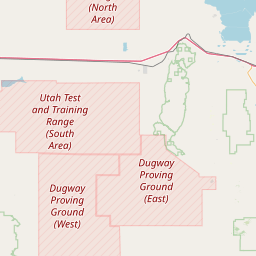 (North
Area)
Utah Test
and Training
Range
(South
Area)
Dugway
Proving
Ground
(East)
Dugway
Proving
Ground
(West)